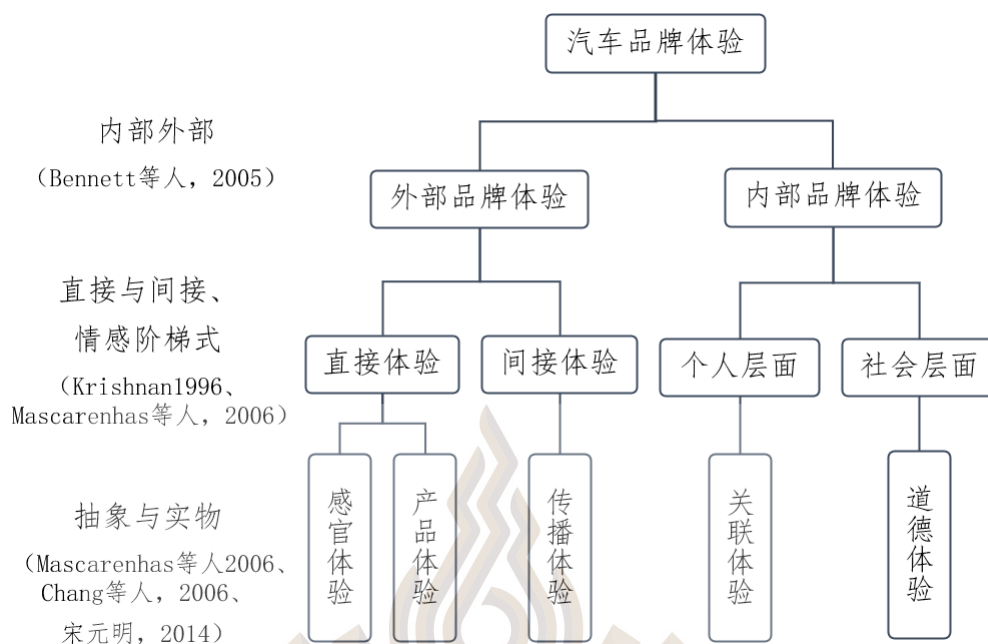 汽车品牌体验
内部外部
（Bennett等人，2005）
外部品牌体验
内部品牌体验
直接与间接、
情感阶梯式
（Krishnan1996、
Mascarenhas等人，2006）
直接体验
间接体验
个人层面
社会层面
抽象与实物
（Mascarenhas等人2006、
Chang等人，2006、
宋元明，2014）
感官体验
产品体验
传播体验
关联体验
道德体验